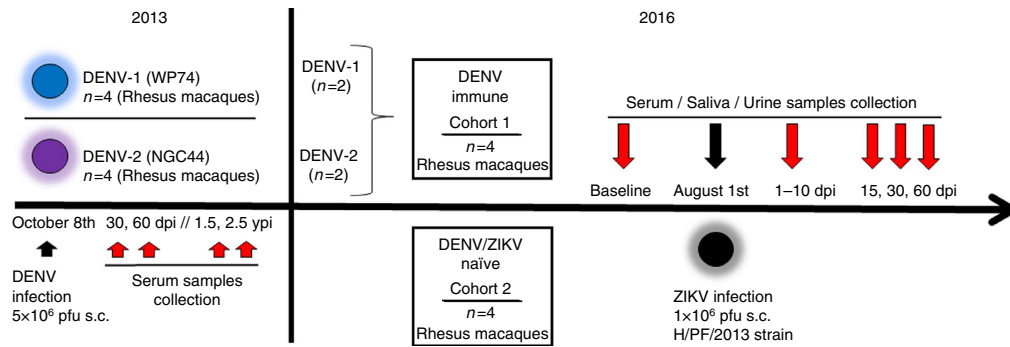 2013
2016
DENV-1 (WP74)
n=4 (Rhesus macaques)
DENV-2 (NGC44)
n=4 (Rhesus macaques)
October 8th
30, 60 dpi // 1.5, 2.5 ypi
DENV
infection
5×10⁶ pfu s.c.
Serum samples
collection
DENV-1
(n=2)
DENV-2
(n=2)
DENV
immune
Cohort 1
n=4
Rhesus macaques
DENV/ZIKV
naïve
Cohort 2
n=4
Rhesus macaques
Serum / Saliva / Urine samples collection
Baseline
August 1st
1–10 dpi
15, 30, 60 dpi
ZIKV infection
1×10⁶ pfu s.c.
H/PF/2013 strain